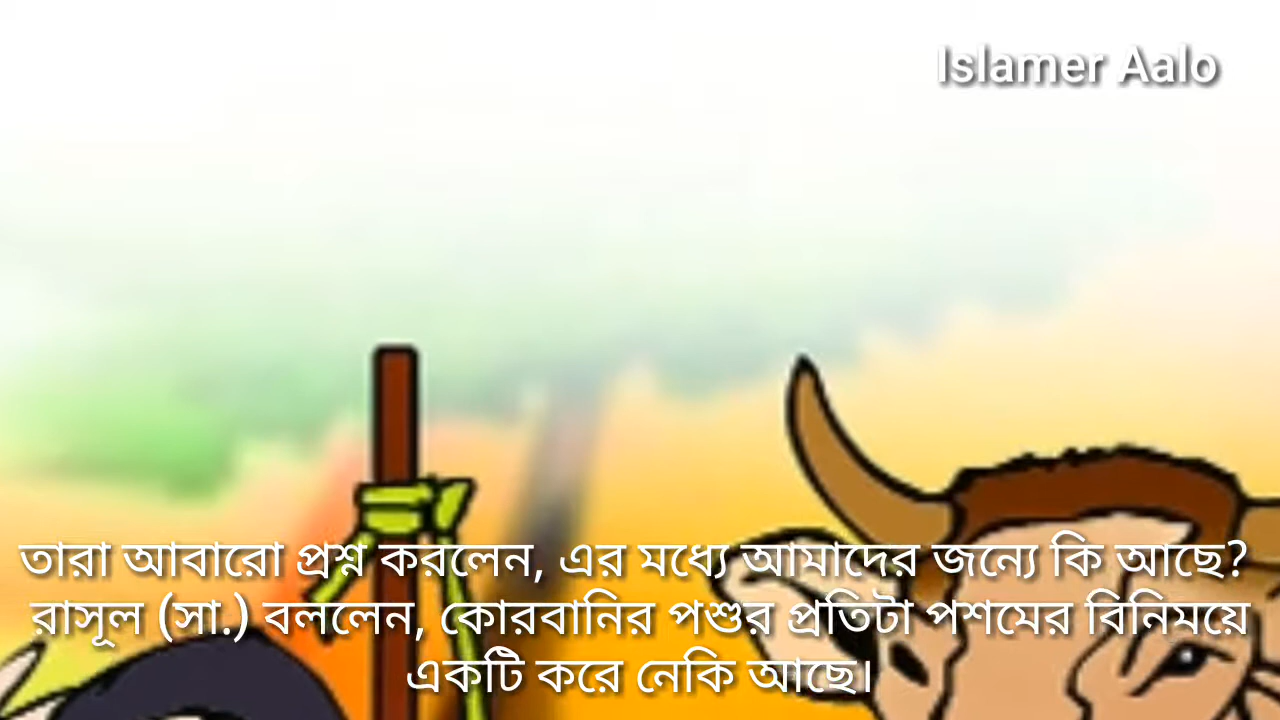 Islamer Aalo
তারা আবারো প্রশ্ন করলেন, এর মধ্যে আমাদের জন্যে কি আছে?
রাসূল (সা.) বললেন, কোরবানির পশুর প্রতিটা পশমের বিনিময়ে
একটি করে নেকি আছে।